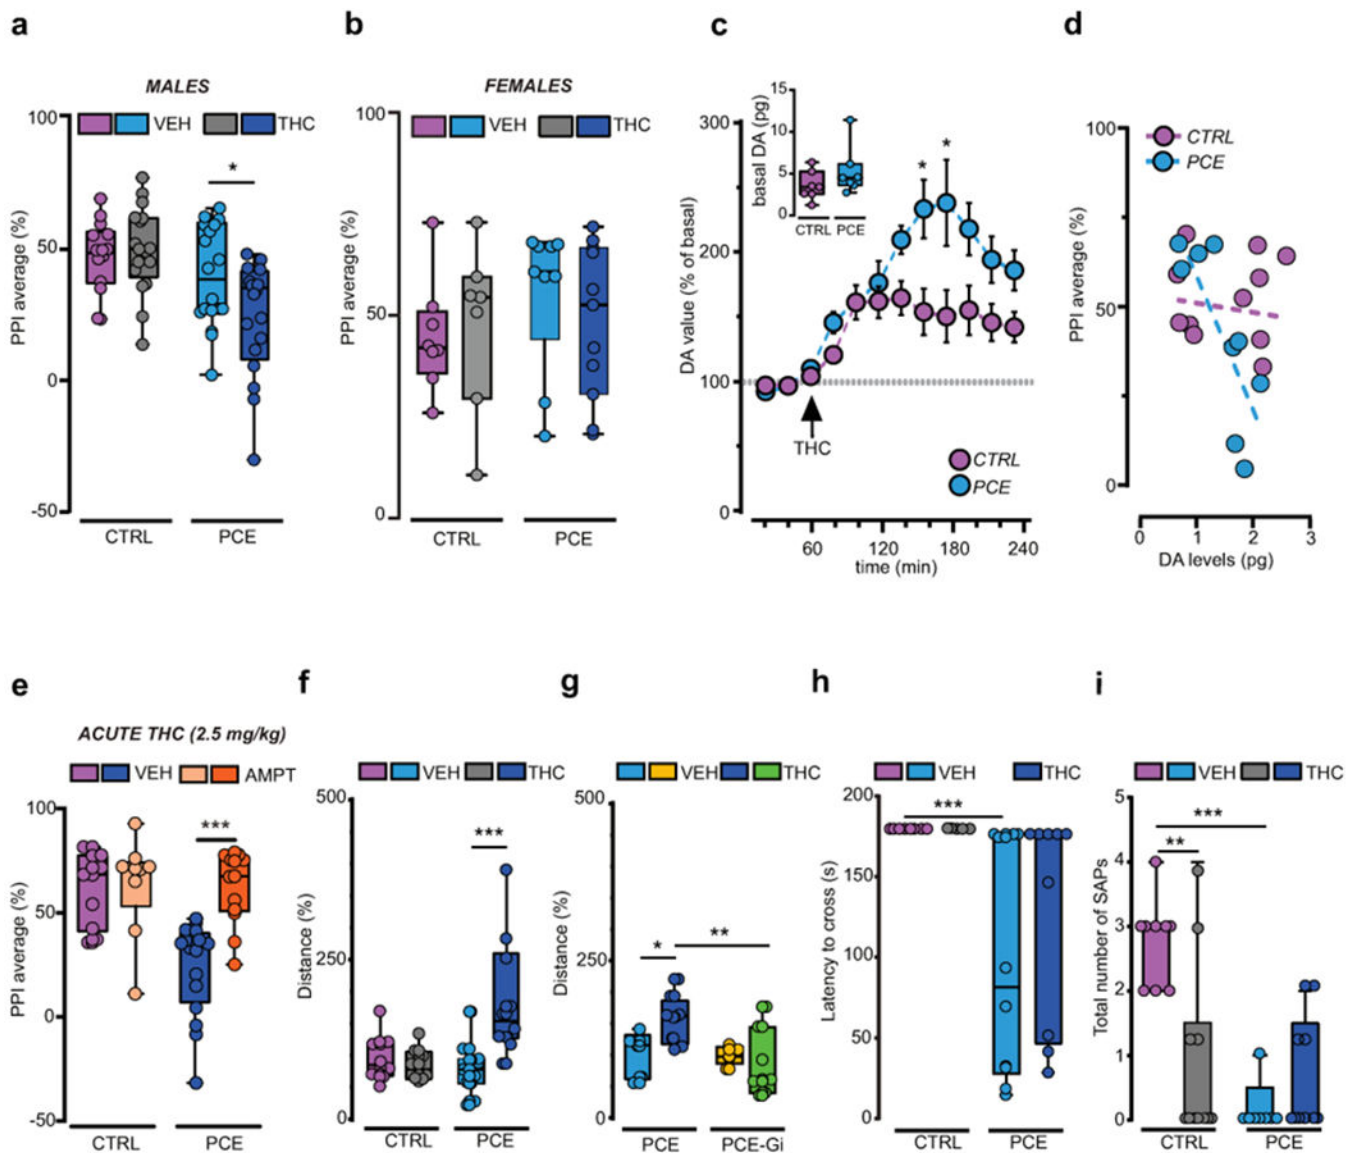 a
MALES
VEH THC
PPI average (%)
100
*
50
0
-50
CTRL PCE
b
FEMALES
VEH THC
PPI average (%)
100
50
0
CTRL PCE
c
basal DA (pg)
15
10
5
0
CTRL PCE
DA value (% of basal)
300
200
100
0
* *
THC
CTRL
PCE
60 120 180 240
time (min)
d
CTRL
PCE
PPI average (%)
100
50
0
0 1 2 3
DA levels (pg)
e
ACUTE THC (2.5 mg/kg)
VEH AMPT
PPI average (%)
100
***
50
0
-50
CTRL PCE
f
VEH THC
Distance (%)
500
***
250
0
CTRL PCE
g
VEH THC
Distance (%)
500
* **
250
0
PCE PCE-Gi
h
VEH THC
Latency to cross (s)
200
***
150
100
50
0
CTRL PCE
i
VEH THC
Total number of SAPs
5
***
**
4
3
2
1
0
CTRL PCE